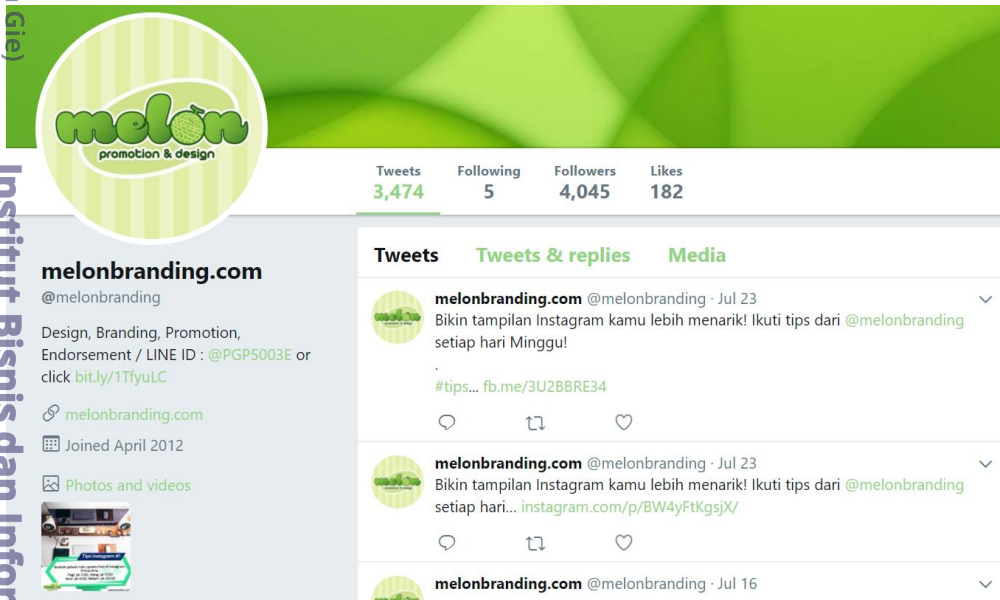 Gie)
Institut Bisnis dan Infor
melon
promotion & design
Tweets
3,474
Following
5
Followers
4,045
Likes
182
melonbranding.com
@melonbranding
Design, Branding, Promotion,
Endorsement / LINE ID : @PGP5003E or
click bit.ly/1TfyuLC
melonbranding.com
Joined April 2012
Photos and videos
Tips Instagram #1
Tweets
Tweets & replies
Media
melonbranding.com @melonbranding · Jul 23
Bikin tampilan Instagram kamu lebih menarik! Ikuti tips dari @melonbranding
setiap hari Minggu!
.
#tips... fb.me/3U2BBRE34
melonbranding.com @melonbranding · Jul 23
Bikin tampilan Instagram kamu lebih menarik! Ikuti tips dari @melonbranding
setiap hari... instagram.com/p/BW4yFtKgsjX/
melonbranding.com @melonbranding · Jul 16